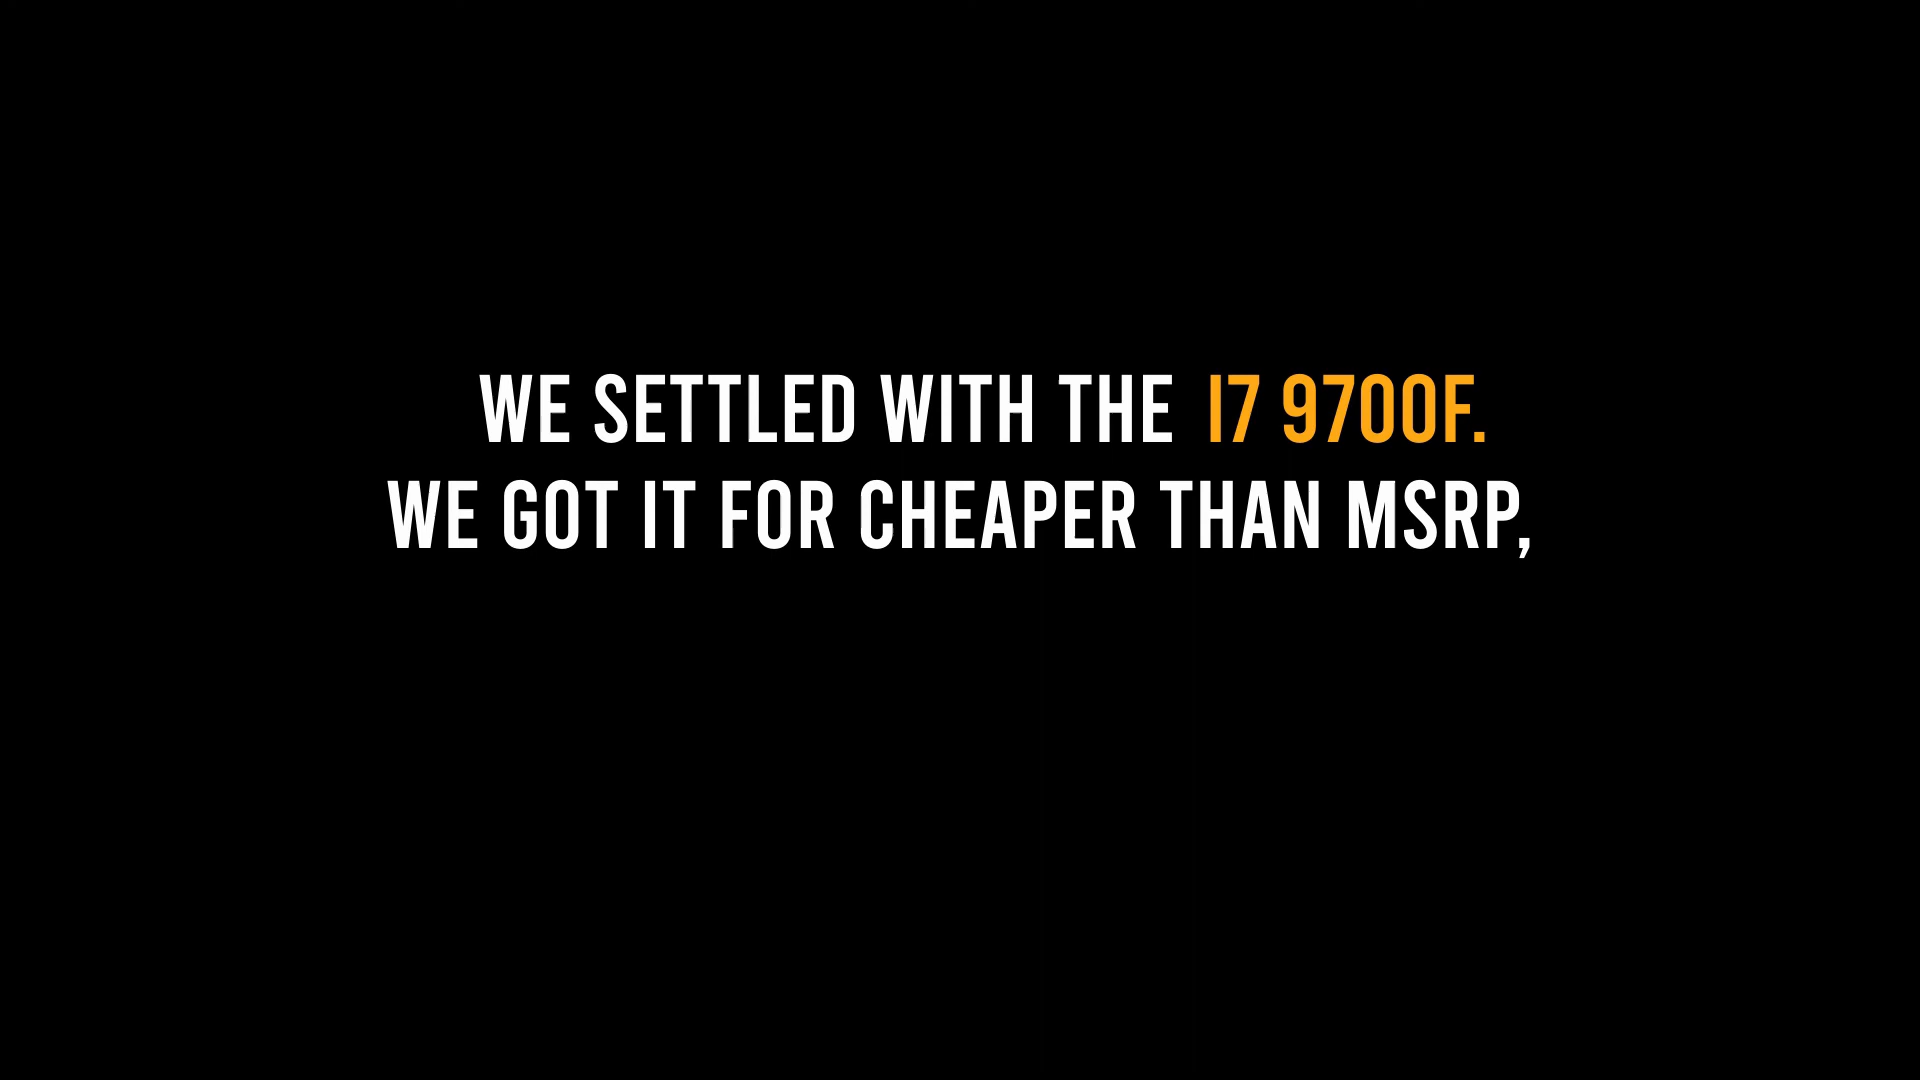 WE SETTLED WITH THE I7 9700F.
WE GOT IT FOR CHEAPER THAN MSRP,